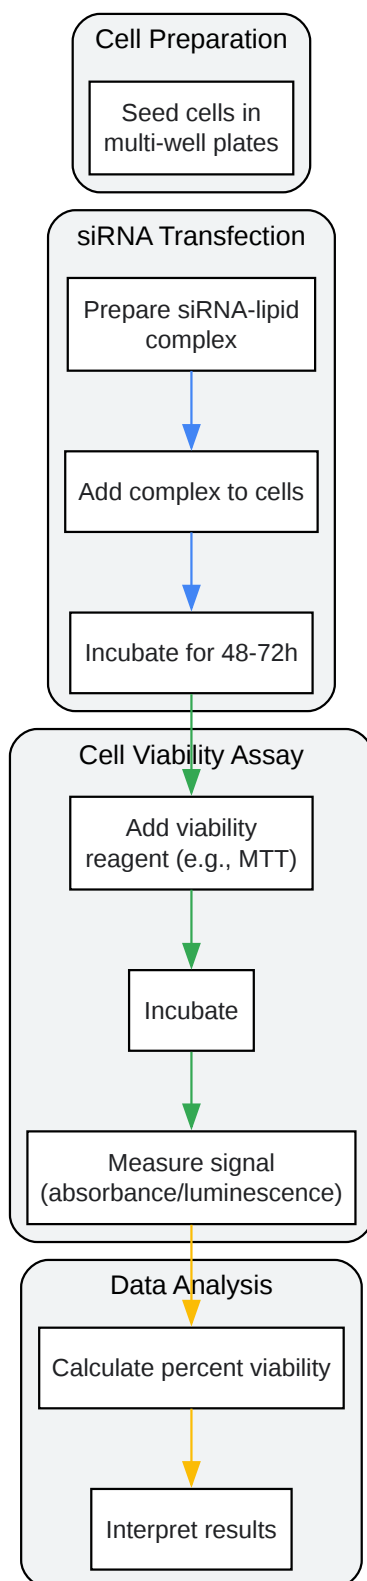 Cell Preparation
Seed cells in
multi-well plates
siRNA Transfection
Prepare siRNA-lipid
complex
Add complex to cells
Incubate for 48-72h
Cell Viability Assay
Add viability
reagent (e.g., MTT)
Incubate
Measure signal
(absorbance/luminescence)
Data Analysis
Calculate percent viability
Interpret results